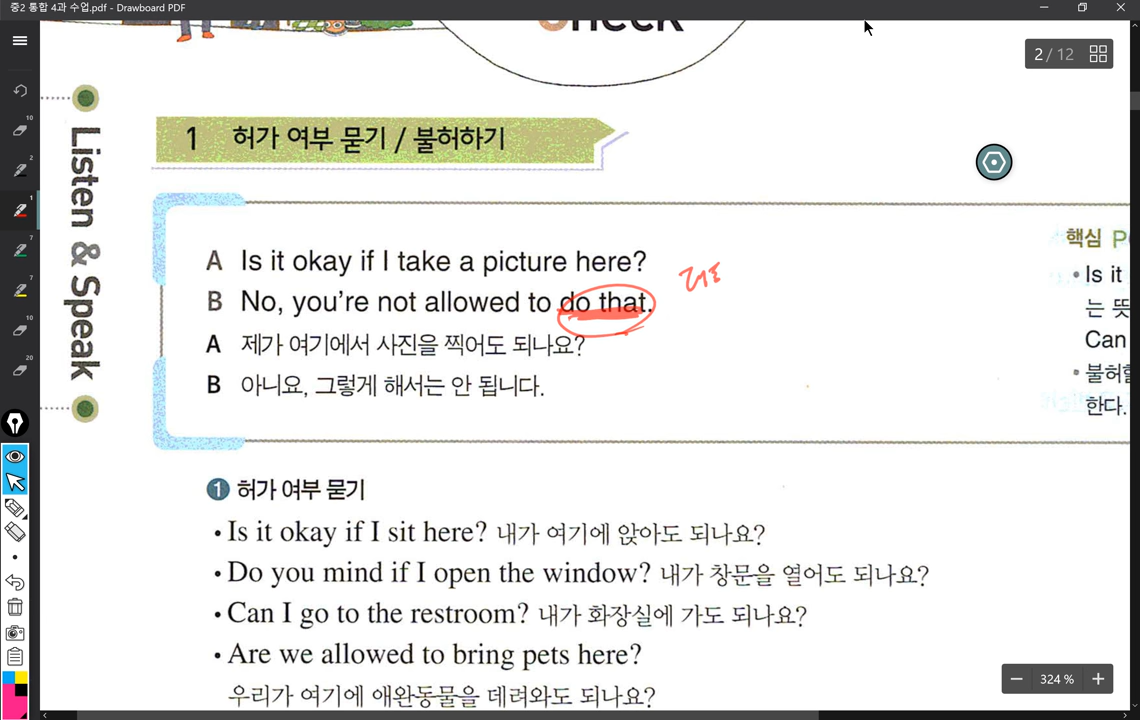 중2 통합 4과 수업.pdf - Drawboard PDF
2 / 12
Listen & Speak
1 허가 여부 묻기 / 불허하기
A Is it okay if I take a picture here?
B No, you're not allowed to do that.
A 제가 여기에서 사진을 찍어도 되나요?
B 아니요, 그렇게 해서는 안 됩니다.
핵심 P
• Is it
는 뜻
Can
• 불허할
한다.
1 허가 여부 묻기
• Is it okay if I sit here? 내가 여기에 앉아도 되나요?
• Do you mind if I open the window? 내가 창문을 열어도 되나요?
• Can I go to the restroom? 내가 화장실에 가도 되나요?
• Are we allowed to bring pets here?
우리가 여기에 애완동물을 데려와도 되나요?
324 %
10
2
1
7
7
10
20